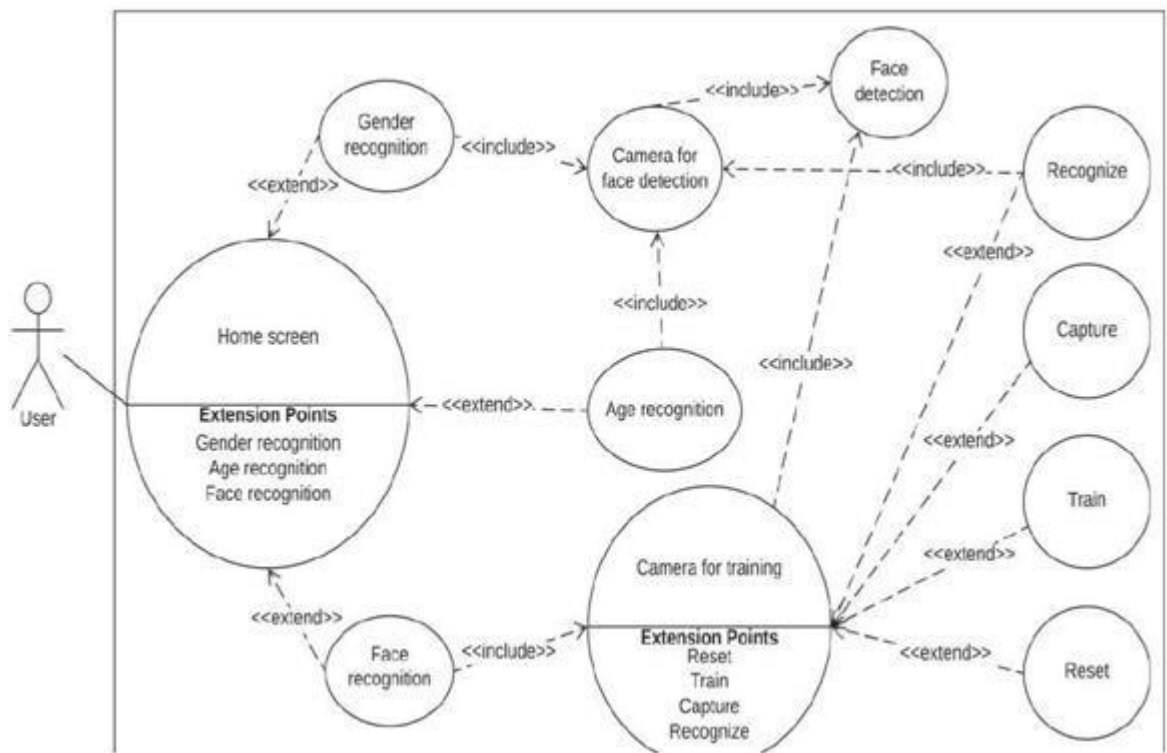 Face
detection
<<include>>
Gender
recognition
<<include>>
Camera for
face detection
<<include>>
Recognize
<<extend>>
<<extend>>
<<include>>
Capture
Home screen
<<include>>
User
Extension Points
Gender recognition
Age recognition
Face recognition
<<extend>>
Age recognition
<<extend>>
Train
<<extend>>
Camera for training
<<extend>>
Face
recognition
<<include>>
Extension Points
Reset
Train
Capture
Recognize
<<extend>>
Reset